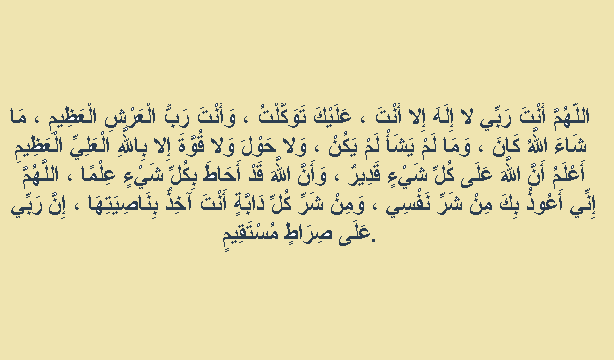 اللّهُمَّ أَنْتَ رَبِّي لا إِلَهَ إِلا أَنْتَ ، عَلَيْكَ تَوَكَّلْتُ ، وَأَنْتَ رَبُّ الْعَرْشِ الْعَظِيمِ ، مَا
شَاءَ اللَّهُ كَانَ ، وَمَا لَمْ يَشَأْ لَمْ يَكُنْ ، وَلا حَوْلَ وَلا قُوَّةَ إِلا بِاللَّهِ الْعَلِيِّ الْعَظِيمِ
أَعْلَمُ أَنَّ اللَّهَ عَلَى كُلِّ شَيْءٍ قَدِيرٌ ، وَأَنَّ اللَّهَ قَدْ أَحَاطَ بِكُلِّ شَيْءٍ عِلْمًا ، اللَّهُمَّ
إِنِّي أَعُوذُ بِكَ مِنْ شَرِّ نَفْسِي ، وَمِنْ شَرِّ كُلِّ دَابَّةٍ أَنْتَ آخِذٌ بِنَاصِيَتِهَا ، إِنَّ رَبِّي
عَلَى صِرَاطٍ مُسْتَقِيمٍ.